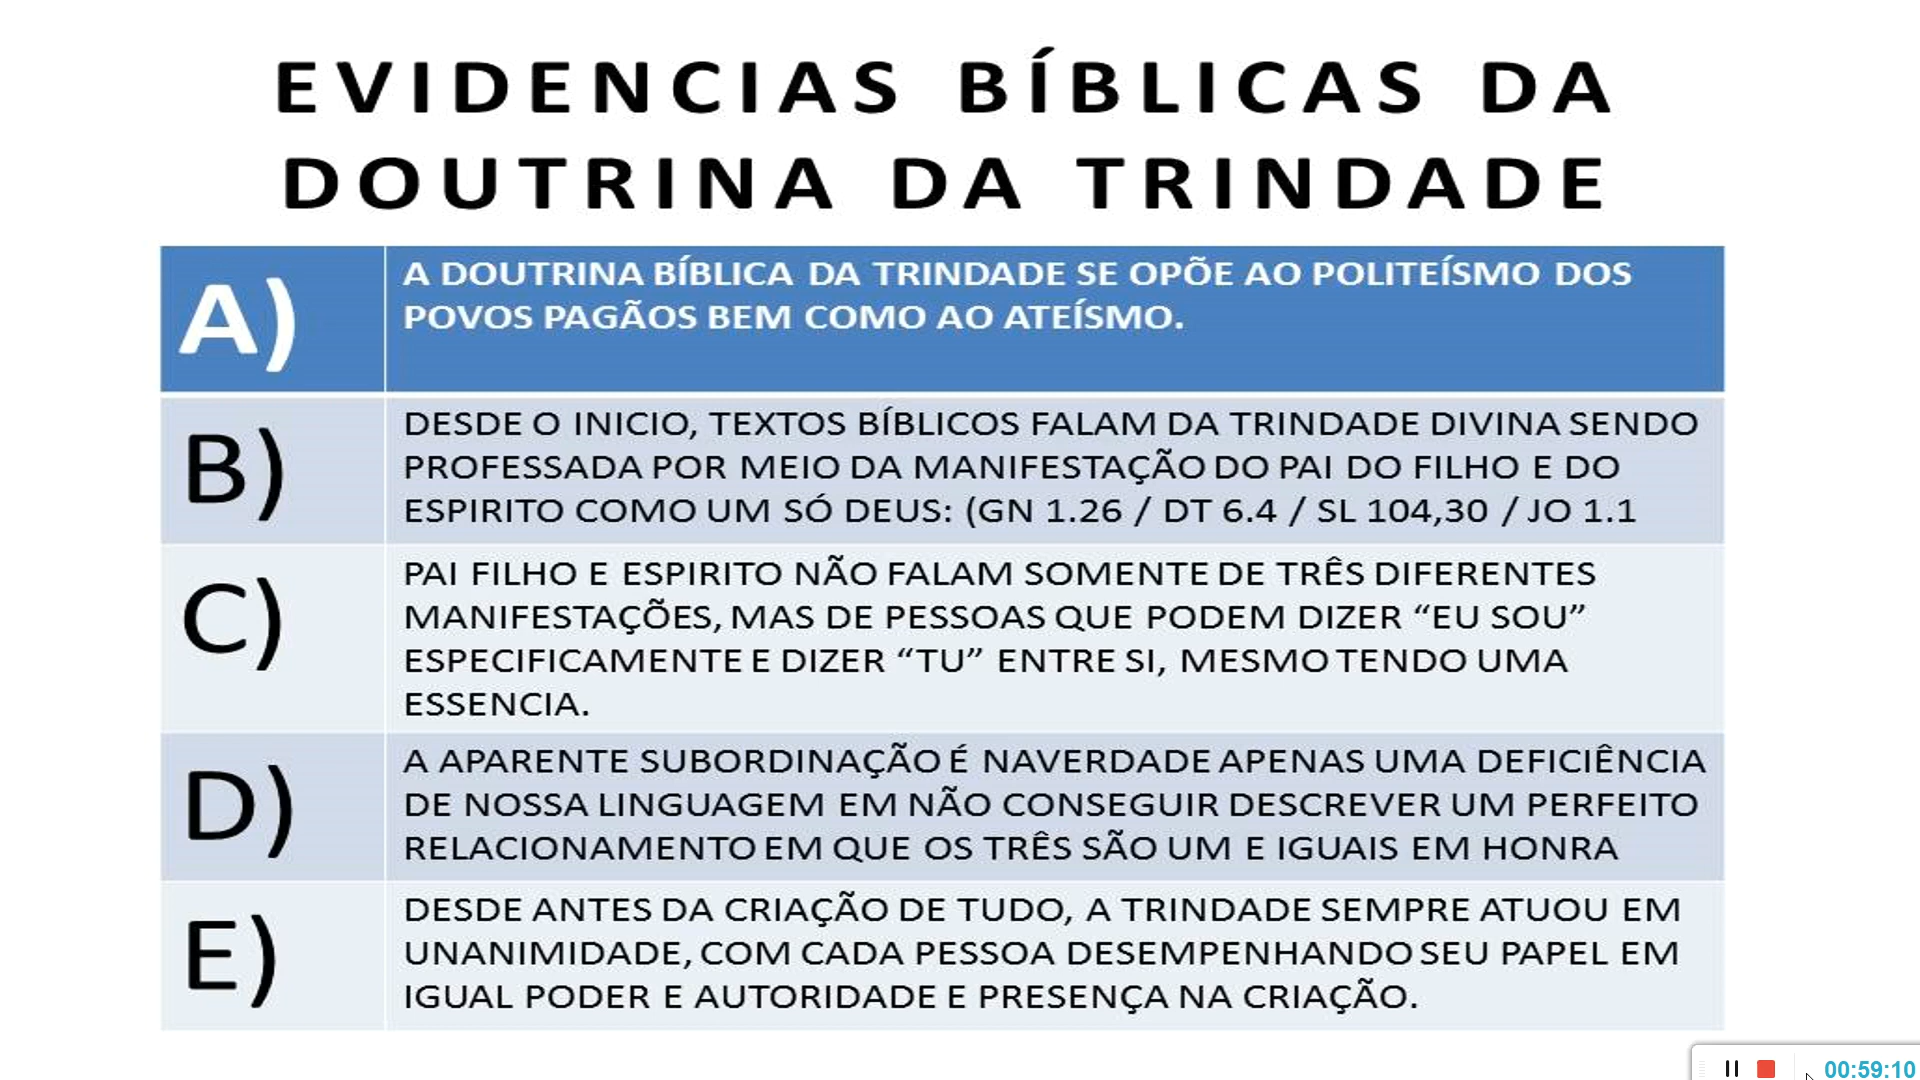 EVIDENCIAS BÍBLICAS DA
DOUTRINA DA TRINDADE
A)
A DOUTRINA BÍBLICA DA TRINDADE SE OPÕE AO POLITEÍSMO DOS
POVOS PAGÃOS BEM COMO AO ATEÍSMO.
B)
DESDE O INICIO, TEXTOS BÍBLICOS FALAM DA TRINDADE DIVINA SENDO
PROFESSADA POR MEIO DA MANIFESTAÇÃO DO PAI DO FILHO E DO
ESPIRITO COMO UM SÓ DEUS: (GN 1.26 / DT 6.4 / SL 104,30 / JO 1.1
C)
PAI FILHO E ESPIRITO NÃO FALAM SOMENTE DE TRÊS DIFERENTES
MANIFESTAÇÕES, MAS DE PESSOAS QUE PODEM DIZER “EU SOU”
ESPECIFICAMENTE E DIZER “TU” ENTRE SI, MESMO TENDO UMA
ESSENCIA.
D)
A APARENTE SUBORDINAÇÃO É NAVERDADE APENAS UMA DEFICIÊNCIA
DE NOSSA LINGUAGEM EM NÃO CONSEGUIR DESCREVER UM PERFEITO
RELACIONAMENTO EM QUE OS TRÊS SÃO UM E IGUAIS EM HONRA
E)
DESDE ANTES DA CRIAÇÃO DE TUDO, A TRINDADE SEMPRE ATUOU EM
UNANIMIDADE, COM CADA PESSOA DESEMPENHANDO SEU PAPEL EM
IGUAL PODER E AUTORIDADE E PRESENÇA NA CRIAÇÃO.
00:59:10